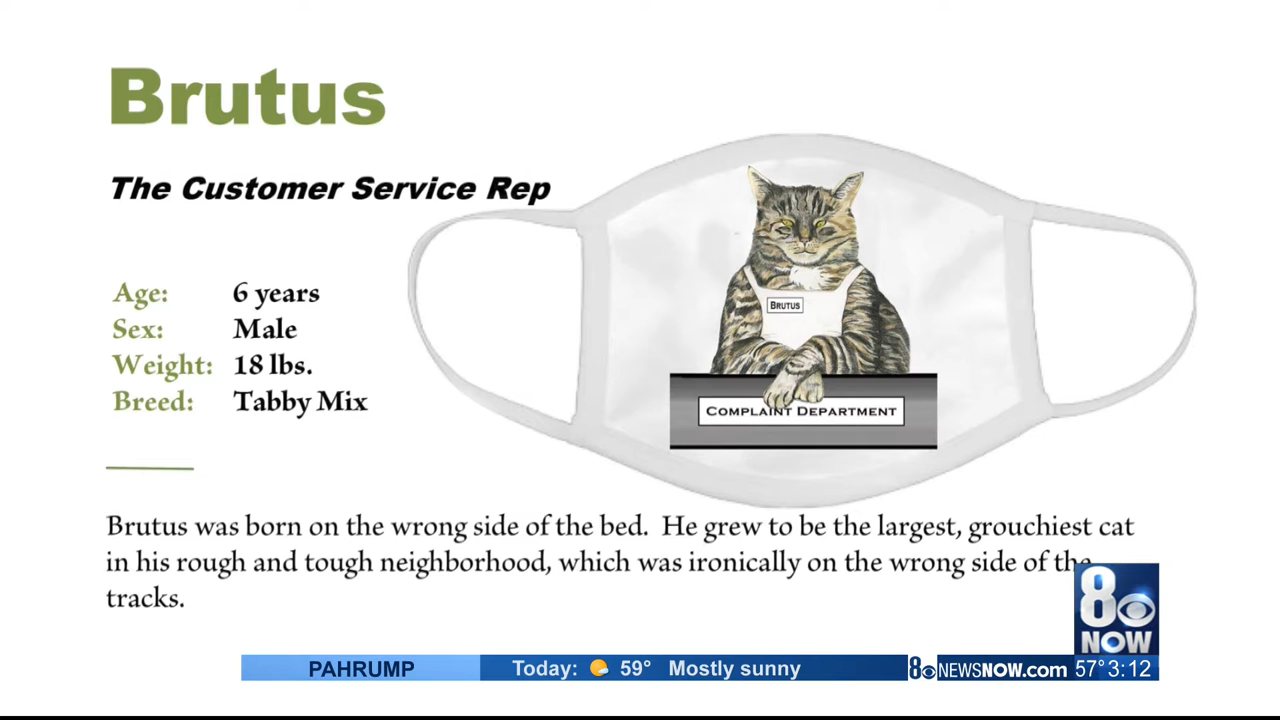 Brutus
The Customer Service Rep
Age: 6 years
Sex: Male
Weight: 18 lbs.
Breed: Tabby Mix
BRUTUS
COMPLAINT DEPARTMENT
Brutus was born on the wrong side of the bed. He grew to be the largest, grouchiest cat
in his rough and tough neighborhood, which was ironically on the wrong side of the
tracks.
8
NOW
PAHRUMP Today: 59° Mostly sunny 8 NEWSNOW.com 57° 3:12